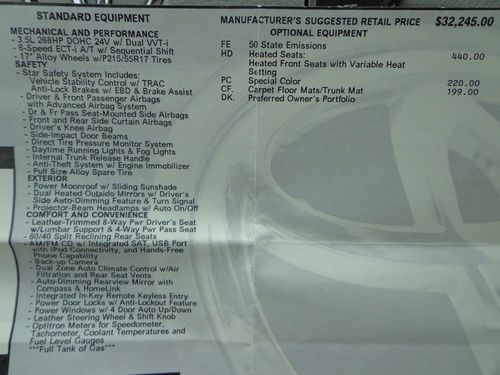 STANDARD EQUIPMENT
MECHANICAL AND PERFORMANCE
- 3.5L 268HP DOHC 24V w/ Dual VVT-i
- 6-Speed ECT-i A/T w/ Sequential Shift
- 17" Alloy Wheels w/P215/55R17 Tires
SAFETY
- Star Safety System Includes:
Vehicle Stability Control w/ TRAC
Anti-Lock Brakes w/ EBD & Brake Assist
- Driver & Front Passenger Airbags
with Advanced Airbag System
- Dr & Fr Pass Seat-Mounted Side Airbags
- Front and Rear Side Curtain Airbags
- Driver's Knee Airbag
- Side-Impact Door Beams
- Direct Tire Pressure Monitor System
- Daytime Running Lights & Fog Lights
- Internal Trunk Release Handle
- Anti-Theft System w/ Engine Immobilizer
- Full Size Alloy Spare Tire
EXTERIOR
- Power Moonroof w/ Sliding Sunshade
- Dual Heated Outside Mirrors w/ Driver's
Side Auto-Dimming Feature & Turn Signal
- Projector-Beam Headlamps w/ Auto On/Off
COMFORT AND CONVENIENCE
- Leather-Trimmed 8-Way Pwr Driver's Seat
w/Lumbar Support & 4-Way Pwr Pass Seat
- 60/40 Split Reclining Rear Seats
- AM/FM CD w/ Integrated SAT, USB Port
with iPod Connectivity, and Hands-Free
Phone Capability
- Back-up Camera
- Dual Zone Auto Climate Control w/Air
Filtration and Rear Seat Vents
- Auto-Dimming Rearview Mirror with
Compass & HomeLink
- Integrated In-Key Remote Keyless Entry
- Power Door Locks w/ Anti-Lockout Feature
- Power Windows w/ 4 Door Auto Up/Down
- Leather Steering Wheel & Shift Knob
- Optitron Meters for Speedometer,
Tachometer, Coolant Temperatures and
Fuel Level Gauges
***Full Tank of Gas***
MANUFACTURER'S SUGGESTED RETAIL PRICE $32,245.00
OPTIONAL EQUIPMENT
FE 50 State Emissions
HD Heated Seats: 440.00
Heated Front Seats with Variable Heat
Setting
PC Special Color 220.00
CF. Carpet Floor Mats/Trunk Mat 199.00
DK. Preferred Owner's Portfolio